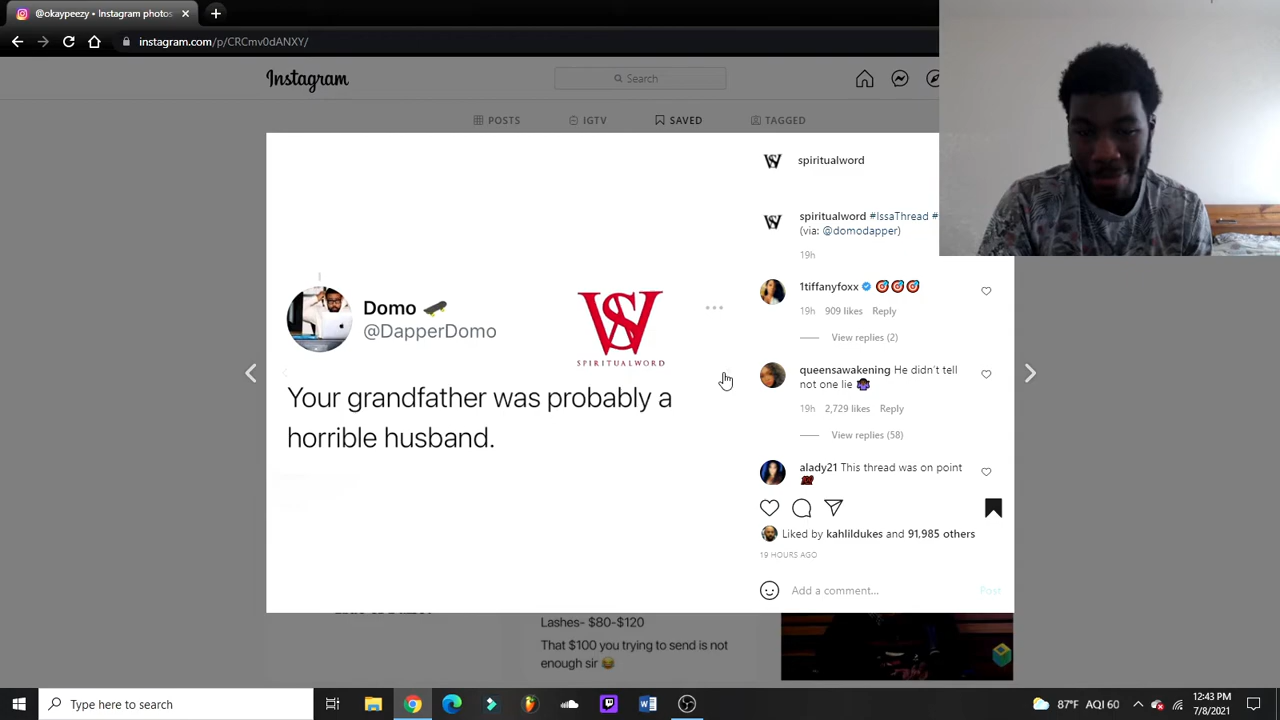 @okaypeezy • Instagram photos
instagram.com/p/CRCmv0dANXY/
Instagram
Search
POSTS
IGTV
SAVED
TAGGED
spiritualword
spiritualword #IssaThread #
(via: @domodapper)
19h
1tiffanyfoxx
19h 909 likes Reply
View replies (2)
queensawakening He didn't tell
not one lie
19h 2,729 likes Reply
View replies (58)
alady21 This thread was on point
Liked by kahlildukes and 91,985 others
19 HOURS AGO
Add a comment...
Post
Domo
@DapperDomo
WS
SPIRITUALWORD
Your grandfather was probably a
horrible husband.
Lashes- $80-$120
That $100 you trying to send is not
enough sir
Type here to search
87°F AQI 60
12:43 PM
7/8/2021